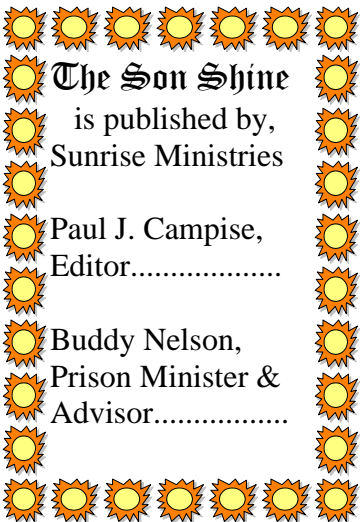 The Son Shine
is published by,
Sunrise Ministries
Paul J. Campise,
Editor...................
Buddy Nelson,
Prison Minister &
Advisor.................